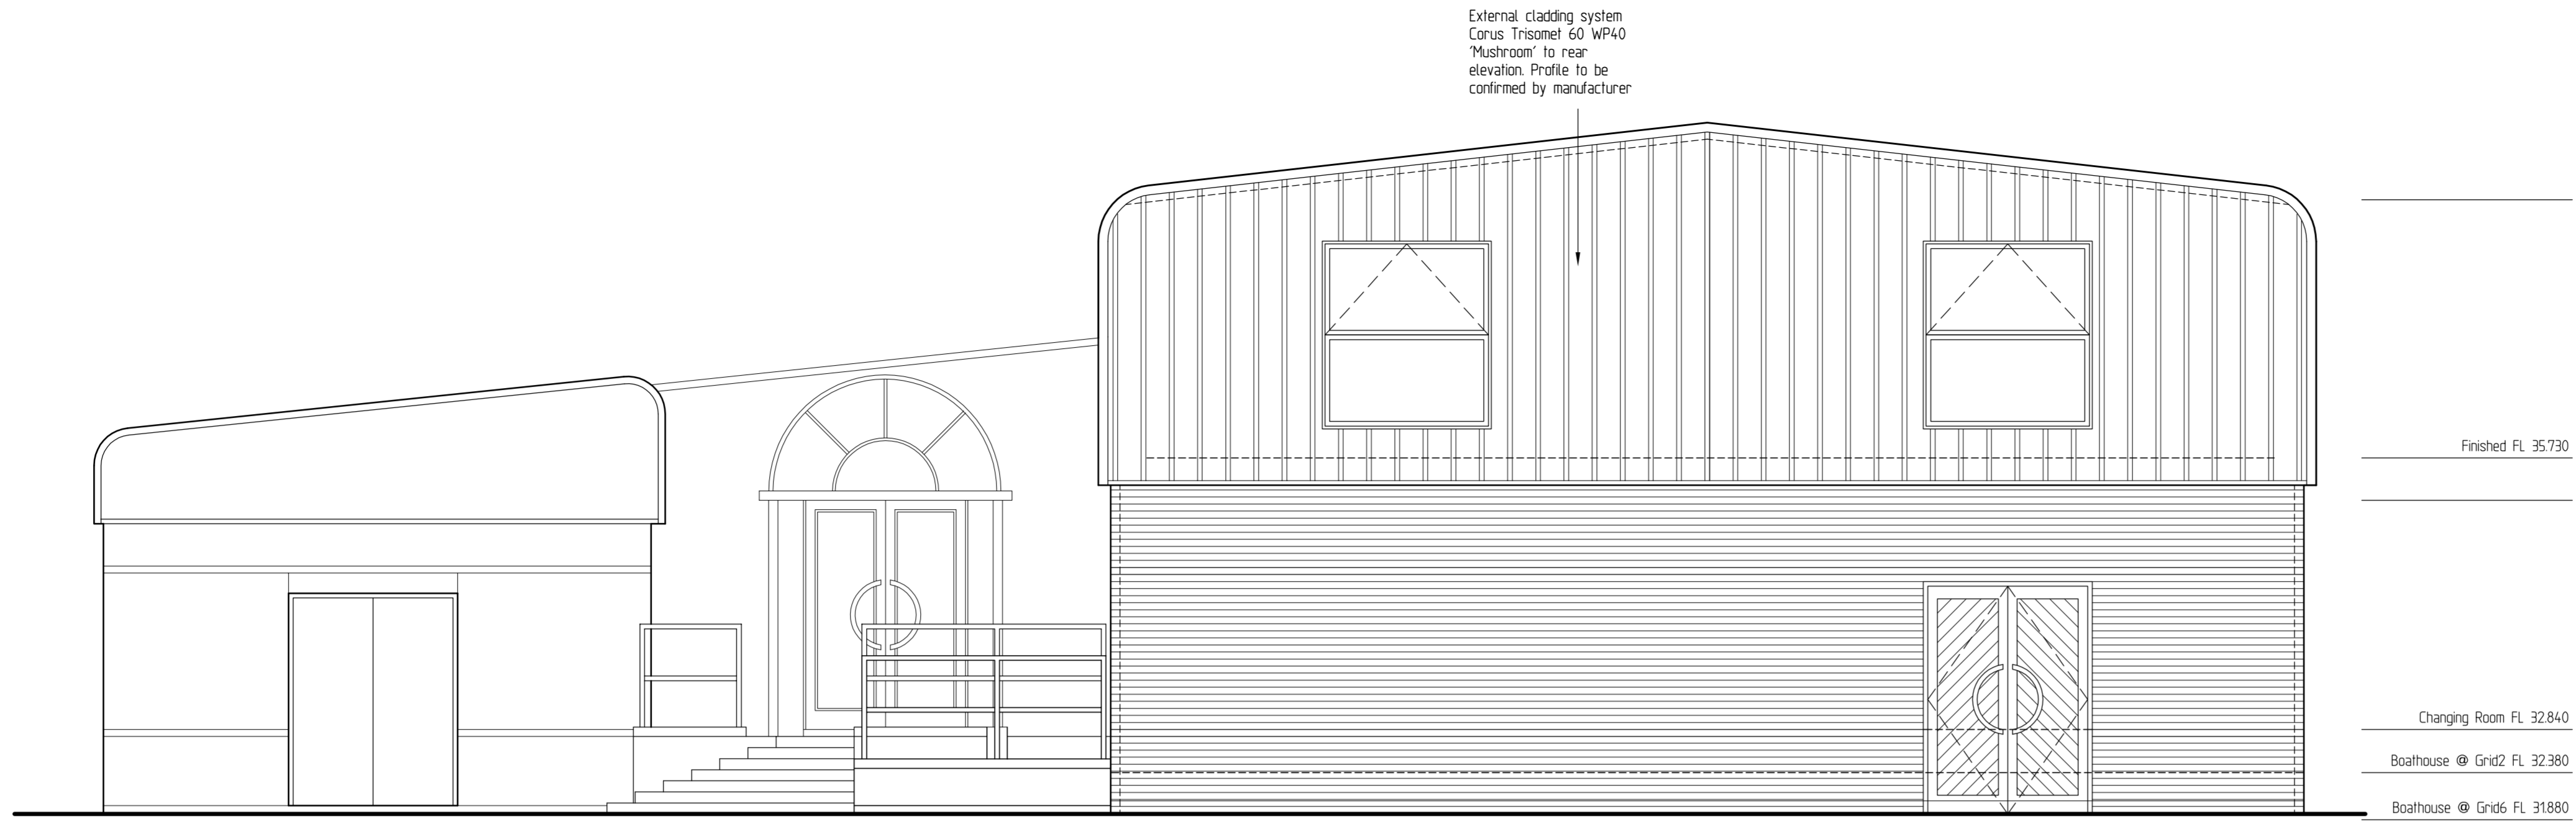 External cladding system
Corus Trisomet 60 WP40
'Mushroom' to rear
elevation. Profile to be
confirmed by manufacturer
Finished FL 35.730
Changing Room FL 32.840
Boathouse @ Grid2 FL 32.380
Boathouse @ Grid6 FL 31.880